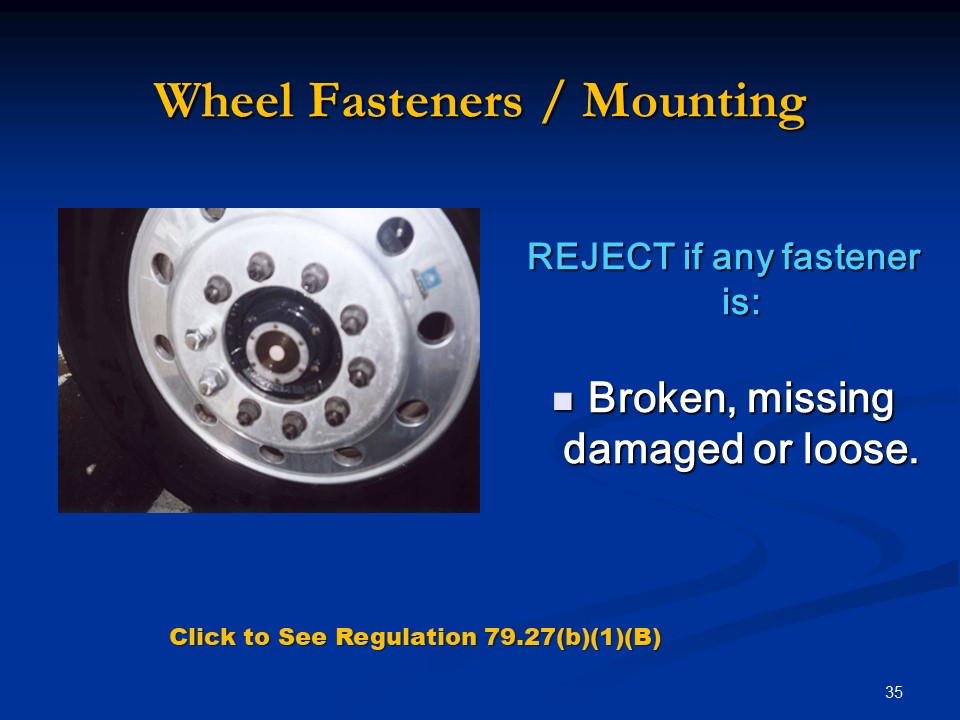 Wheel Fasteners / Mounting
REJECT if any fastener
is:
Broken, missing
damaged or loose.
Click to See Regulation 79.27(b)(1)(B)
35